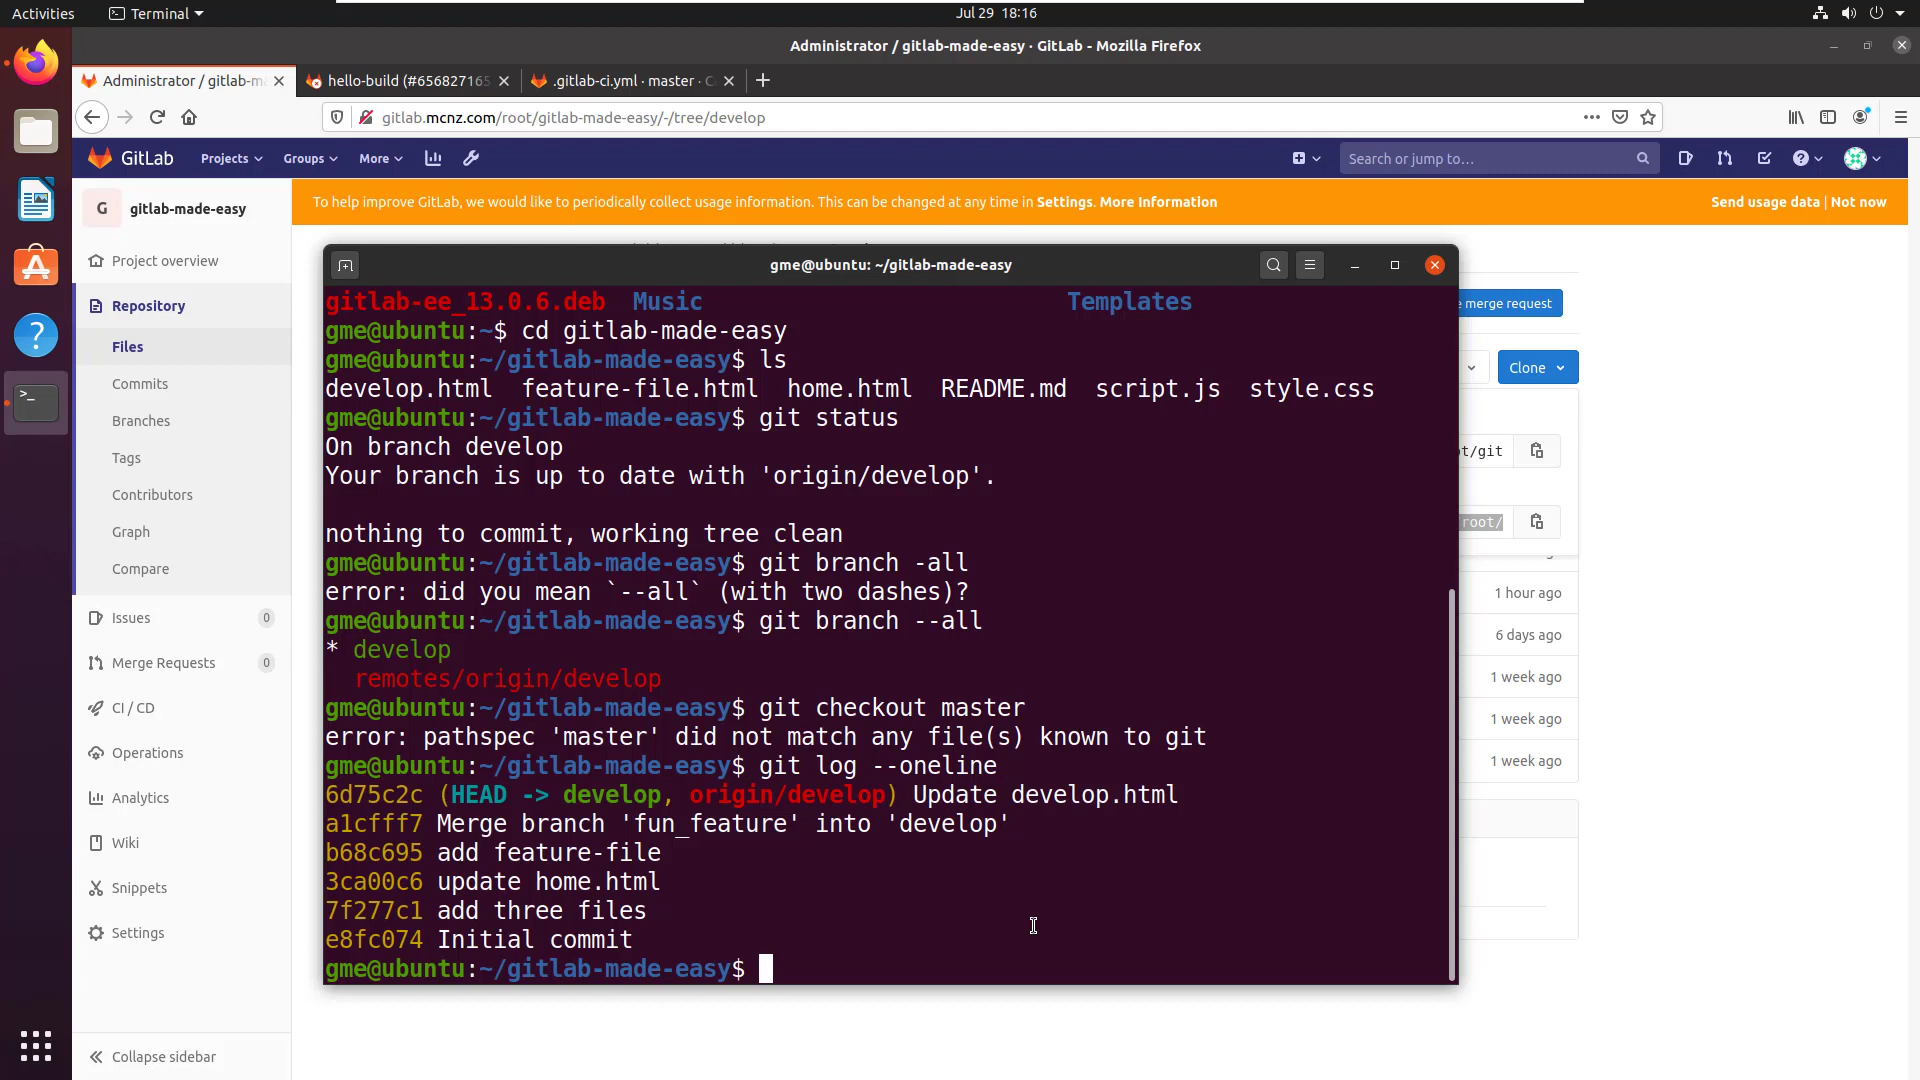 Activities
Terminal
Jul 29 18:16
Administrator / gitlab-made-easy · GitLab - Mozilla Firefox
Administrator / gitlab-ma
hello-build (#656827165
.gitlab-ci.yml · master ·
gitlab.mcnz.com/root/gitlab-made-easy/-/tree/develop
GitLab
Projects
Groups
More
Search or jump to…
G
gitlab-made-easy
To help improve GitLab, we would like to periodically collect usage information. This can be changed at any time in Settings. More Information
Send usage data | Not now
Project overview
Repository
Files
Commits
Branches
Tags
Contributors
Graph
Compare
Issues 0
Merge Requests 0
CI / CD
Operations
Analytics
Wiki
Snippets
Settings
Collapse sidebar
gme@ubuntu: ~/gitlab-made-easy
gitlab-ee_13.0.6.deb Music Templates
gme@ubuntu:~$ cd gitlab-made-easy
gme@ubuntu:~/gitlab-made-easy$ ls
develop.html feature-file.html home.html README.md script.js style.css
gme@ubuntu:~/gitlab-made-easy$ git status
On branch develop
Your branch is up to date with 'origin/develop'.
nothing to commit, working tree clean
gme@ubuntu:~/gitlab-made-easy$ git branch -all
error: did you mean `--all` (with two dashes)?
gme@ubuntu:~/gitlab-made-easy$ git branch --all
* develop
remotes/origin/develop
gme@ubuntu:~/gitlab-made-easy$ git checkout master
error: pathspec 'master' did not match any file(s) known to git
gme@ubuntu:~/gitlab-made-easy$ git log --oneline
6d75c2c (HEAD -> develop, origin/develop) Update develop.html
a1cfff7 Merge branch 'fun_feature' into 'develop'
b68c695 add feature-file
3ca00c6 update home.html
7f277c1 add three files
e8fc074 Initial commit
gme@ubuntu:~/gitlab-made-easy$
merge request
Clone
ot/git
root/
1 hour ago
6 days ago
1 week ago
1 week ago
1 week ago